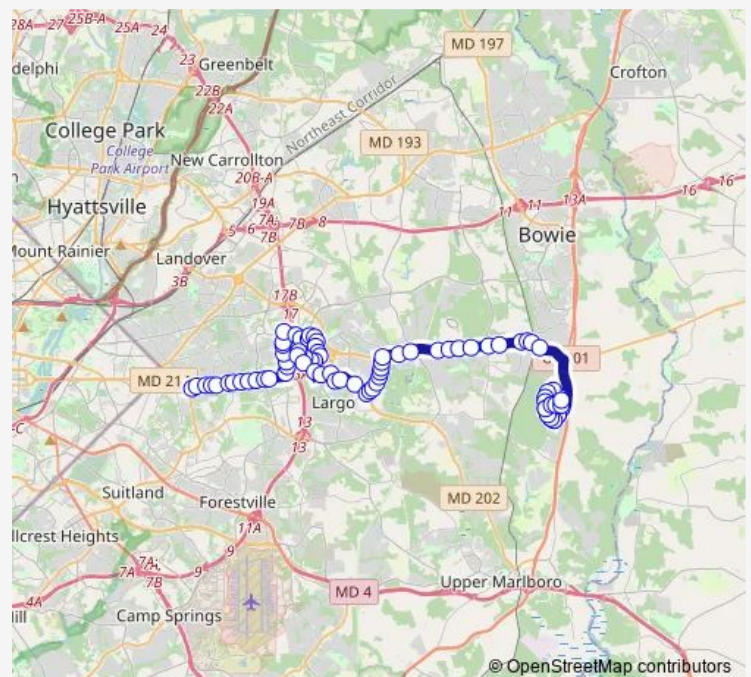 28A
27
25B-A
25A
24
MD 197
delphi
23
Greenbelt
Crofton
22B
22A
College Park
Northeast Corridor
MD 193
College
Park Airport
New Carrollton
20B-A
16
16
13A
19A
11
11
Hyattsville
7A
7B
8
5
6
7B
Bowie
Mount Rainier
Landover
3B
17B
17
MD 214
Largo
13
13
Suitland
Forestville
MD 202
11A
Hillcrest Heights
9
7A
9
7B
Upper Marlboro
4A
MD 4
Camp Springs
© OpenStreetMap contributors